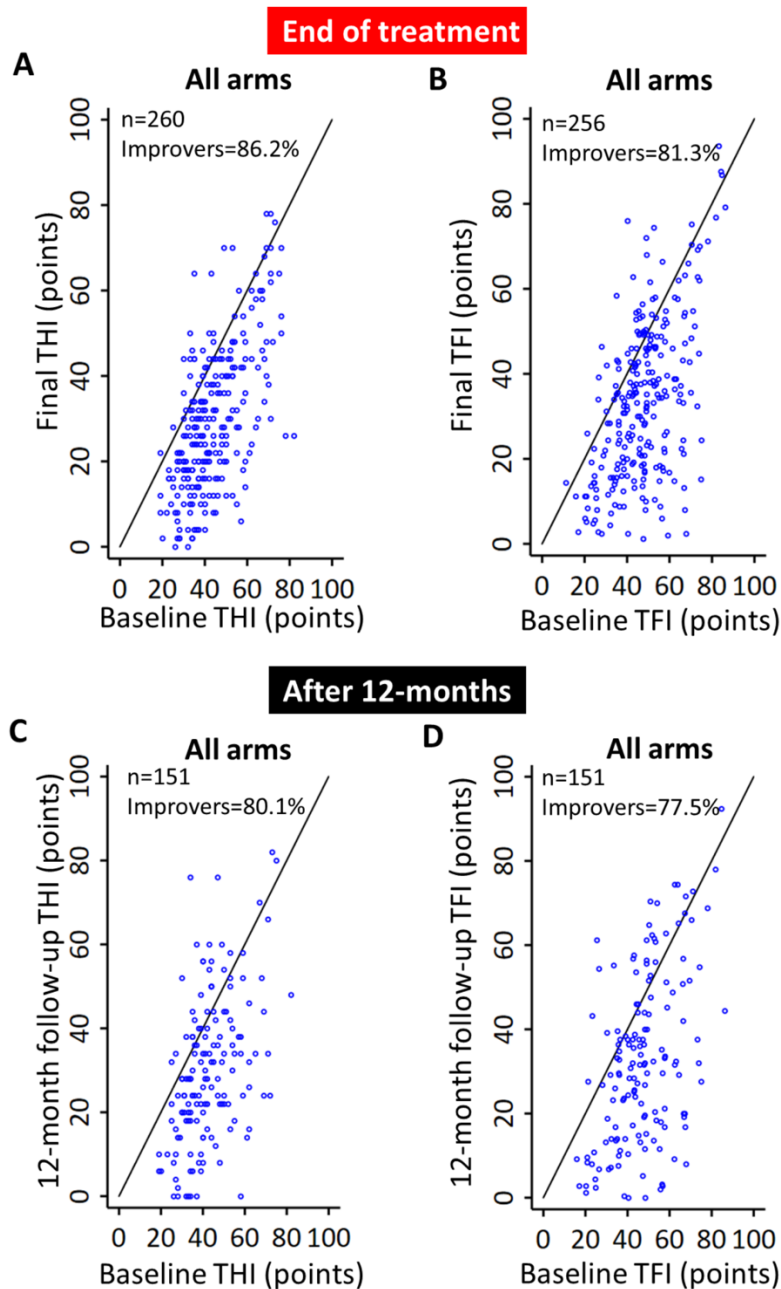 End of treatment
A
All arms
n=260
Improvers=86.2%
Final THI (points)
100
80
60
40
20
0
0 20 40 60 80 100
Baseline THI (points)
B
All arms
n=256
Improvers=81.3%
Final TFI (points)
100
80
60
40
20
0
0 20 40 60 80 100
Baseline TFI (points)
After 12-months
C
All arms
n=151
Improvers=80.1%
12-month follow-up THI (points)
100
80
60
40
20
0
0 20 40 60 80 100
Baseline THI (points)
D
All arms
n=151
Improvers=77.5%
12-month follow-up TFI (points)
100
80
60
40
20
0
0 20 40 60 80 100
Baseline TFI (points)